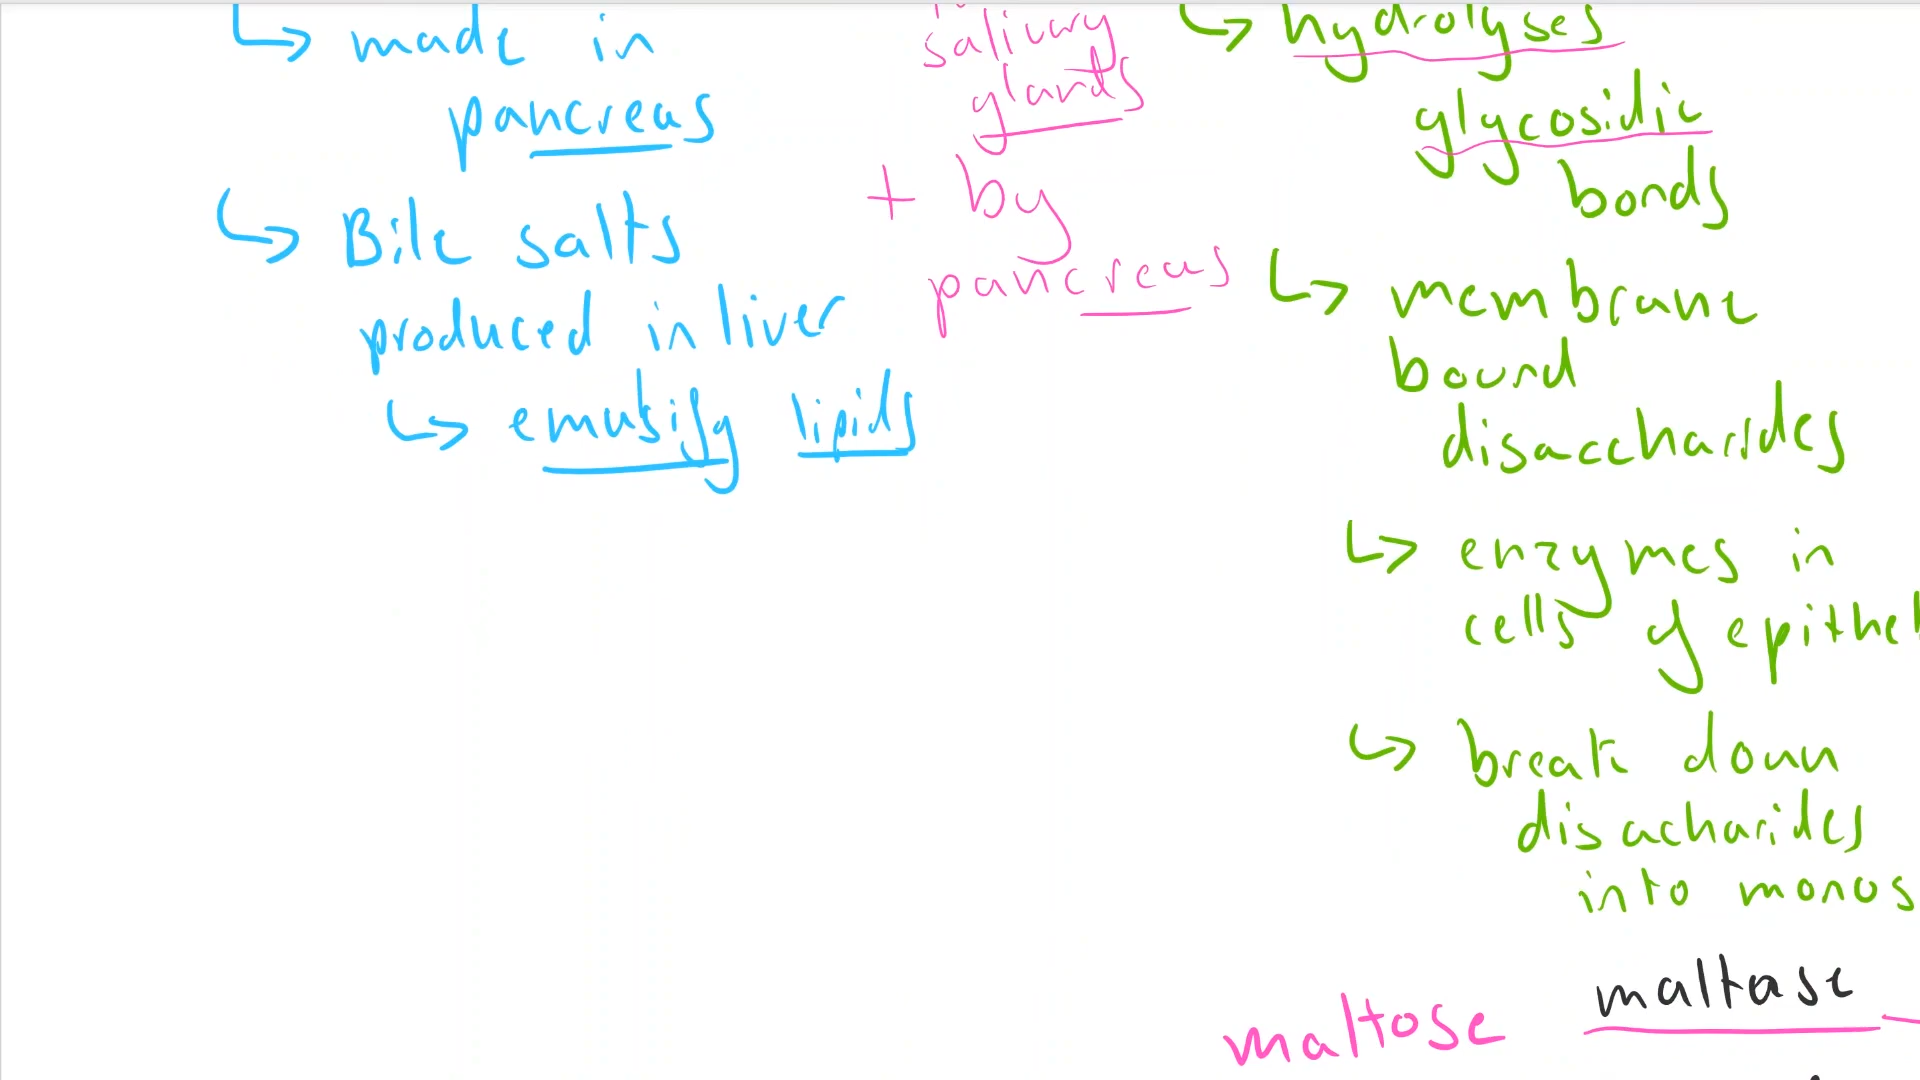 ↳ made in
pancreas
↳ Bile salts
produced in liver
↳ emulsify lipids
salivary
glands
+ by
pancreas
↳ hydrolyses
glycosidic
bonds
↳ membrane
bound
disaccharides
↳ enzymes in
cells of epithel
↳ break down
disacharides
into monos
maltose maltase